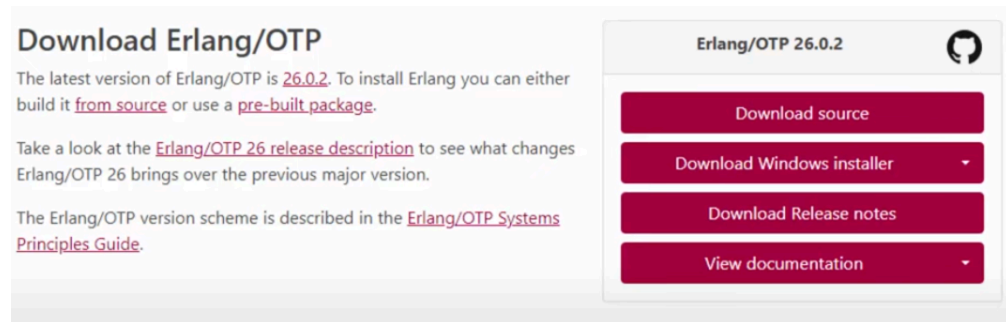 Download Erlang/OTP
The latest version of Erlang/OTP is 26.0.2. To install Erlang you can either
build it from source or use a pre-built package.
Take a look at the Erlang/OTP 26 release description to see what changes
Erlang/OTP 26 brings over the previous major version.
The Erlang/OTP version scheme is described in the Erlang/OTP Systems
Principles Guide.
Erlang/OTP 26.0.2
Download source
Download Windows installer
Download Release notes
View documentation